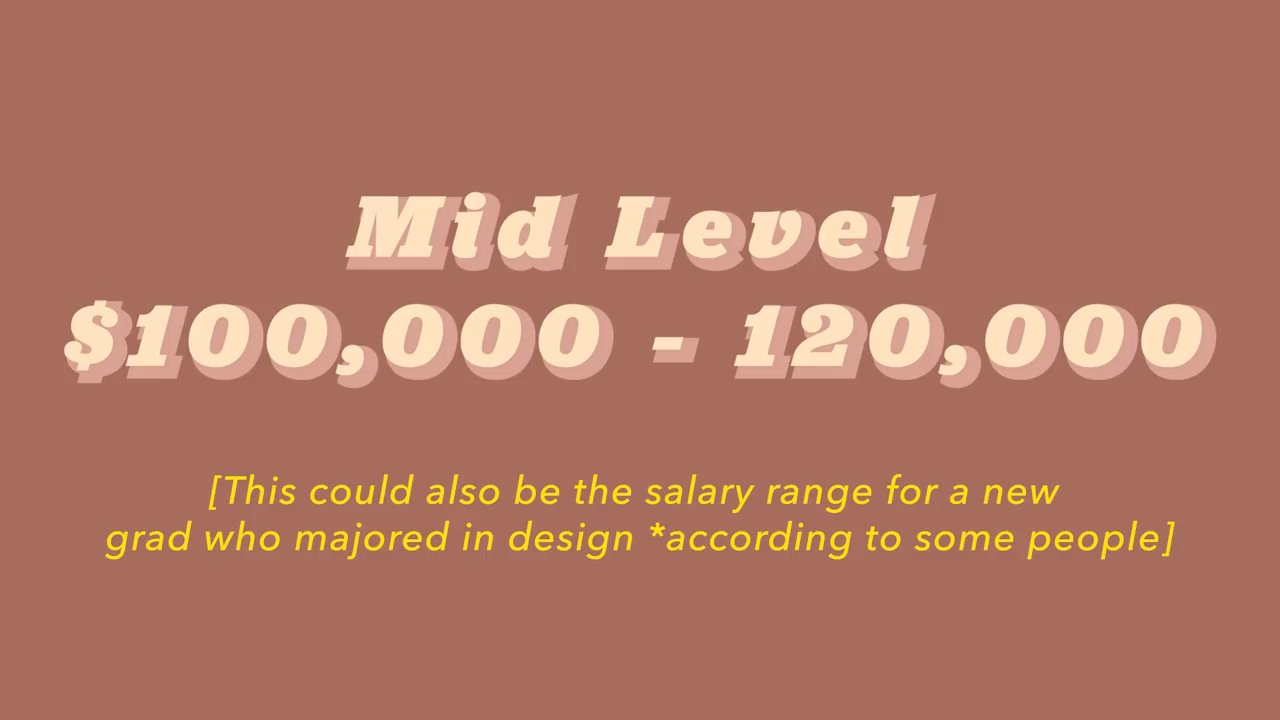 Mid Level
$100,000 - 120,000
[This could also be the salary range for a new
grad who majored in design *according to some people]